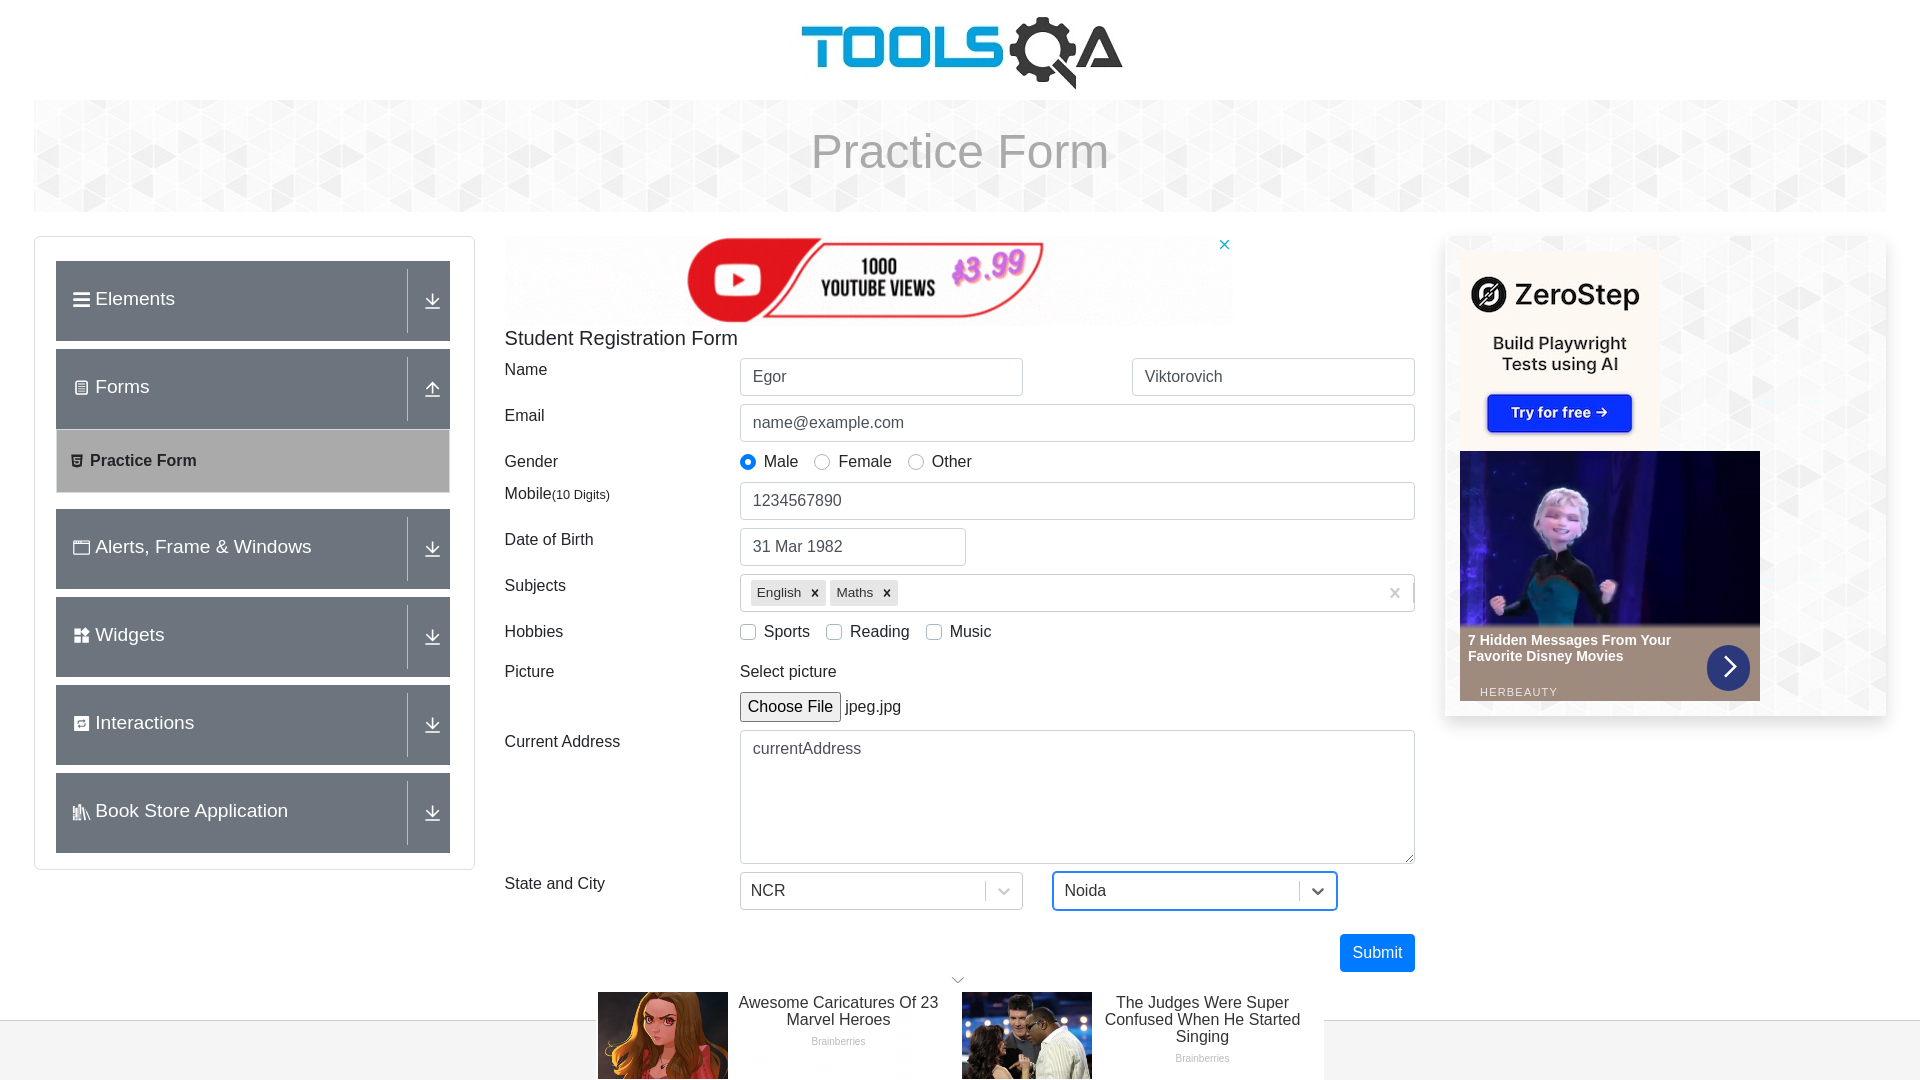 TOOLSQA
Practice Form
Elements
Forms
Practice Form
Alerts, Frame & Windows
Widgets
Interactions
Book Store Application
1000
YOUTUBE VIEWS
$3.99
Student Registration Form
Name
Egor
Viktorovich
Email
name@example.com
Gender
Male
Female
Other
Mobile(10 Digits)
1234567890
Date of Birth
31 Mar 1982
Subjects
English
Maths
Hobbies
Sports
Reading
Music
Picture
Select picture
Choose File jpeg.jpg
Current Address
currentAddress
State and City
NCR
Noida
Submit
ZeroStep
Build Playwright
Tests using AI
Try for free →
7 Hidden Messages From Your
Favorite Disney Movies
HERBEAUTY
Awesome Caricatures Of 23
Marvel Heroes
Brainberries
The Judges Were Super
Confused When He Started
Singing
Brainberries